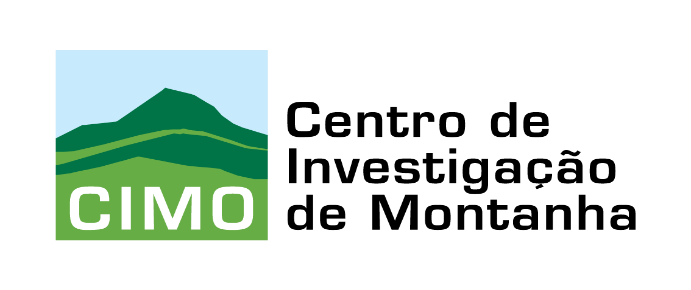 CIMO
Centro de
Investigação
de Montanha